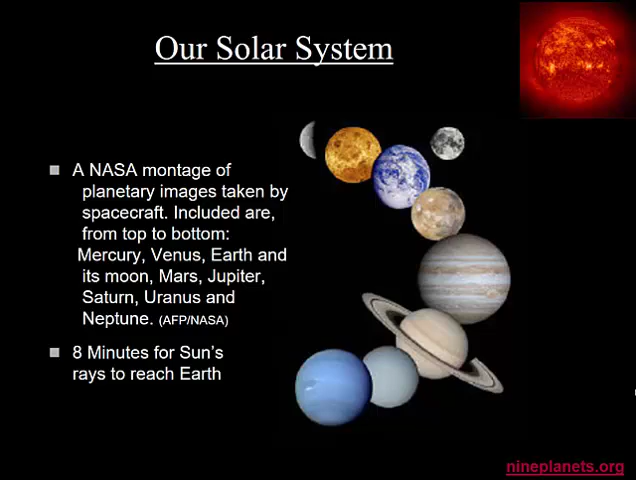 Our Solar System
A NASA montage of
planetary images taken by
spacecraft. Included are,
from top to bottom:
Mercury, Venus, Earth and
its moon, Mars, Jupiter,
Saturn, Uranus and
Neptune. (AFP/NASA)
8 Minutes for Sun's
rays to reach Earth
nineplanets.org